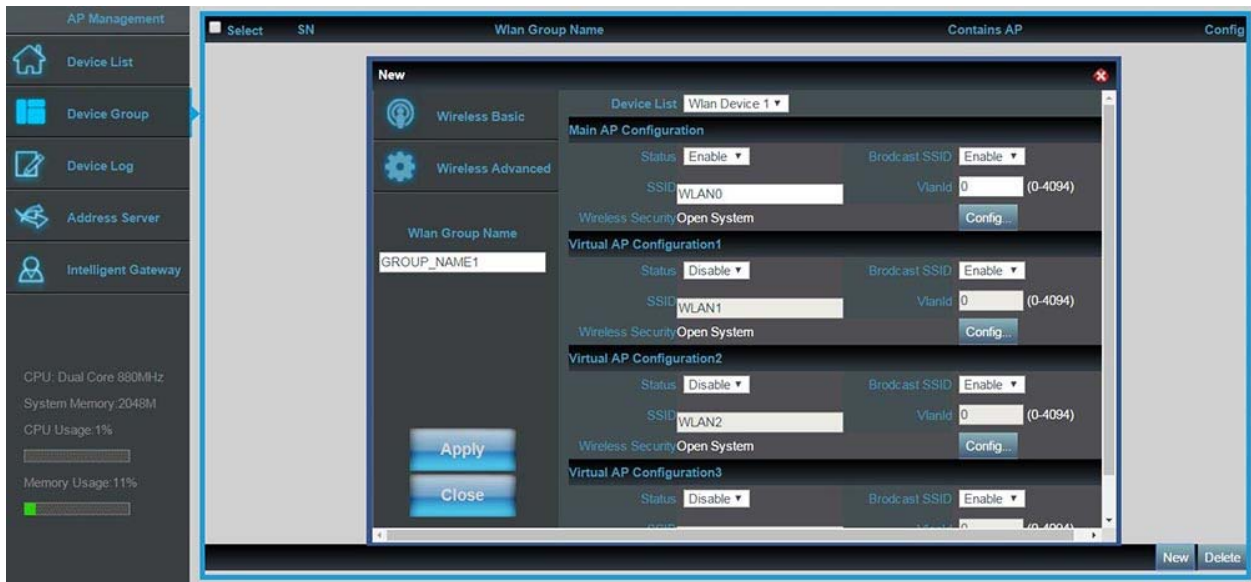 AP Management
Device List
Device Group
Device Log
Address Server
Intelligent Gateway
CPU: Dual Core 880MHz
System Memory:2048M
CPU Usage:1%
Memory Usage:11%
Select SN Wlan Group Name Contains AP Config
New
Wireless Basic
Wireless Advanced
Wlan Group Name
GROUP_NAME1
Apply
Close
Device List Wlan Device 1
Main AP Configuration
Status Enable Brodcast SSID Enable
SSID WLAN0 VlanId 0 (0-4094)
Wireless Security Open System Config...
Virtual AP Configuration1
Status Disable Brodcast SSID Enable
SSID WLAN1 VlanId 0 (0-4094)
Wireless Security Open System Config...
Virtual AP Configuration2
Status Disable Brodcast SSID Enable
SSID WLAN2 VlanId 0 (0-4094)
Wireless Security Open System Config...
Virtual AP Configuration3
Status Disable Brodcast SSID Enable
SSID VlanId 0 (0-4094)
New Delete